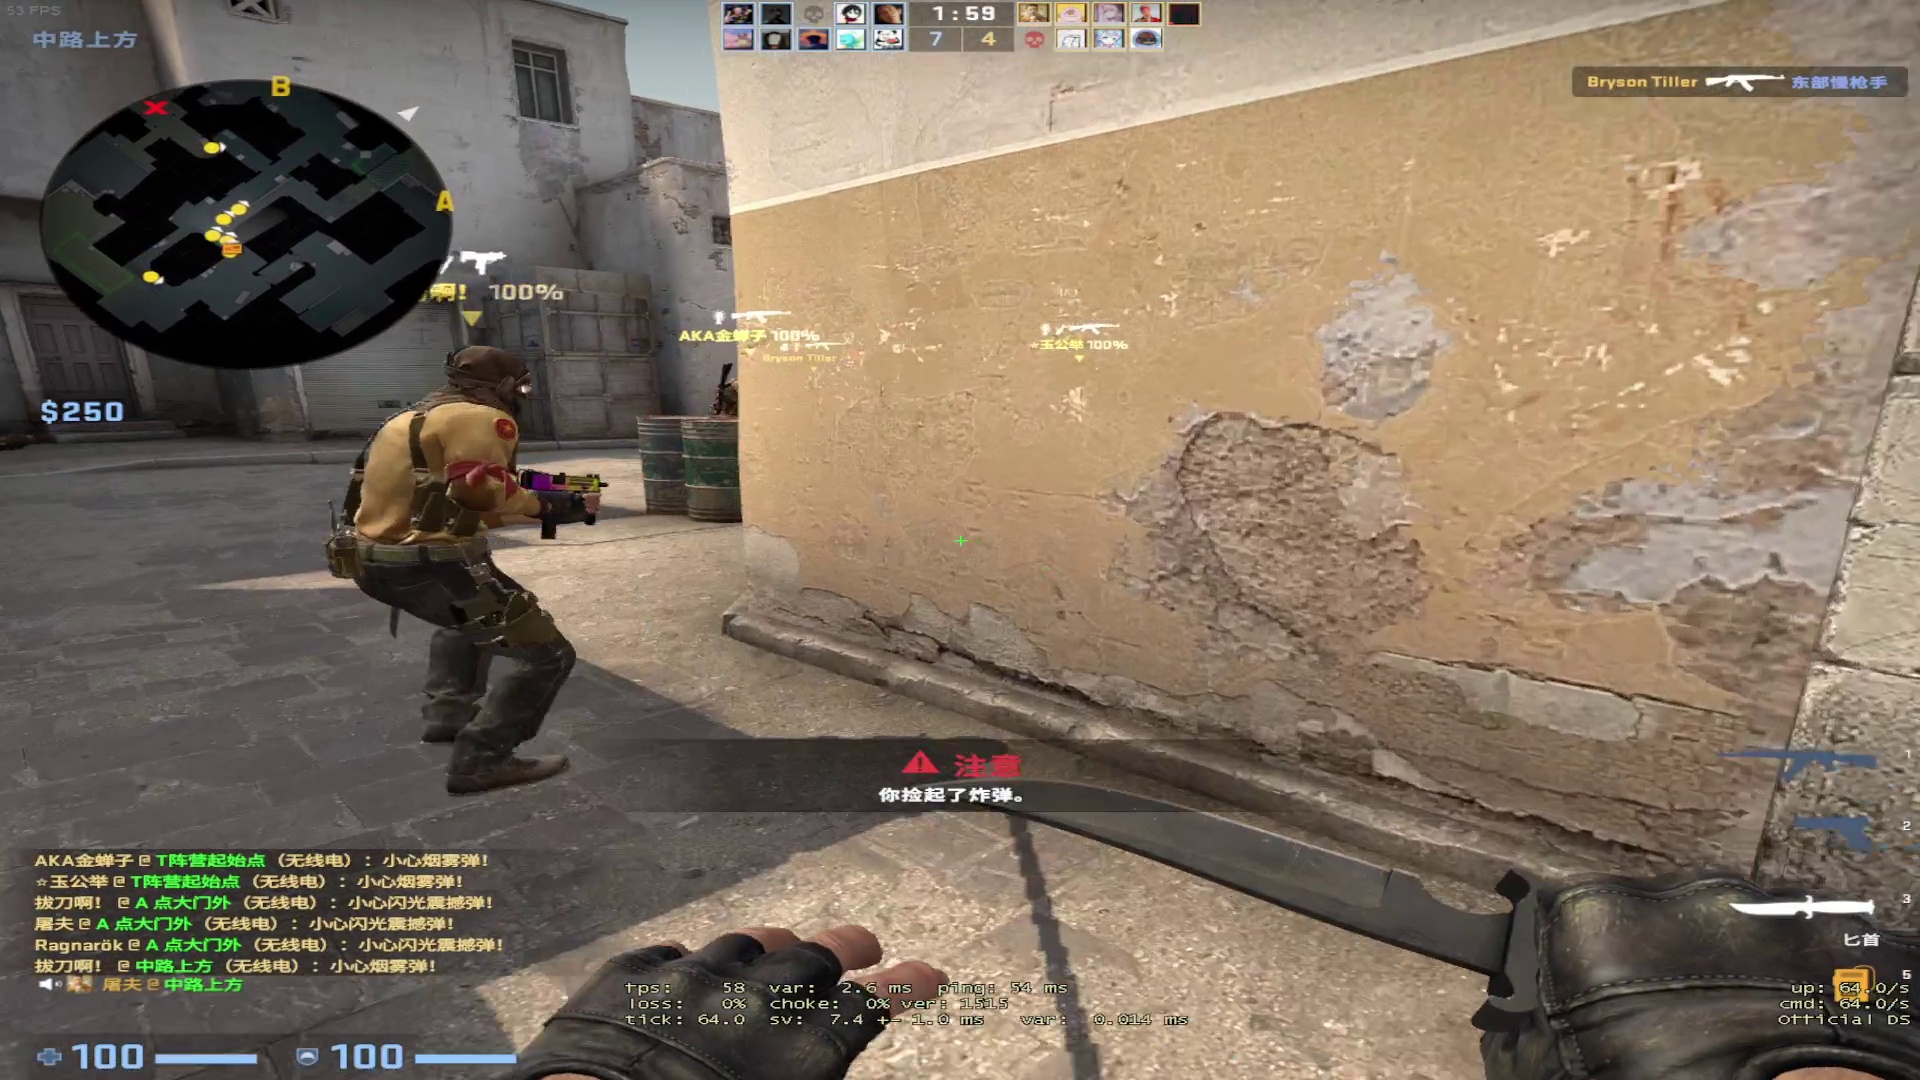 53 FPS
中路上方
1:59
7 4
Bryson Tiller 东部慢枪手
B
A
啊! 100%
AKA金蝉子 100%
Bryson Tiller
☆玉公举 100%
$250
注意
你捡起了炸弹。
1
2
3
匕首
5
AKA金蝉子@T阵营起始点（无线电）：小心烟雾弹!
☆玉公举@T阵营起始点（无线电）：小心烟雾弹!
拔刀啊! @A 点大门外（无线电）：小心闪光震撼弹!
屠夫@A 点大门外（无线电）：小心闪光震撼弹!
Ragnarök@A 点大门外（无线电）：小心闪光震撼弹!
拔刀啊! @中路上方（无线电）：小心烟雾弹!
屠夫@中路上方
fps: 58 var: 2.6 ms ping: 54 ms
loss: 0% choke: 0% ver: 1515
tick: 64.0 sv: 7.4 +- 1.0 ms var: 0.014 ms
up: 64.0/s
cmd: 64.0/s
Official DS
100 100